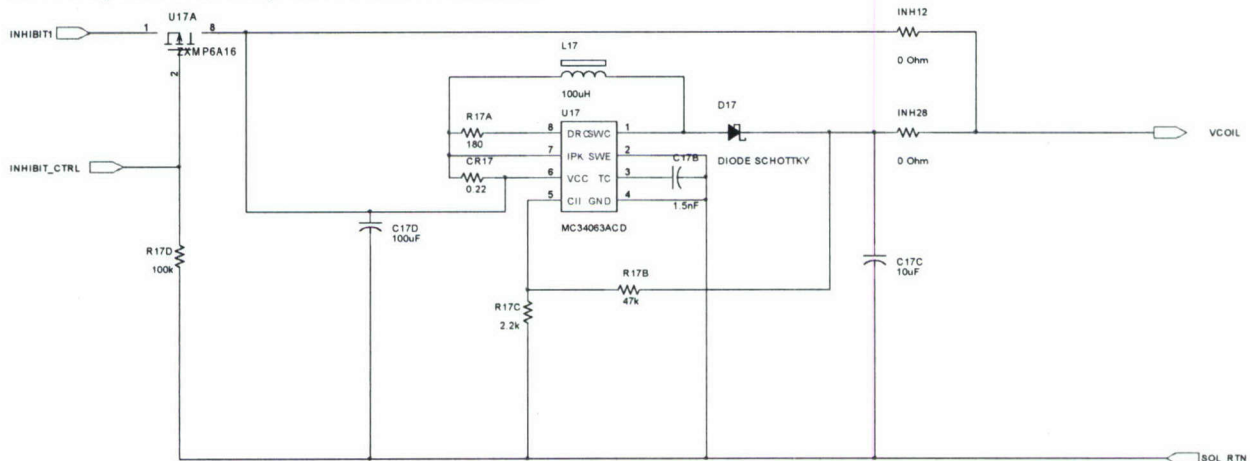 INH12
U17A
INHIBIT1
1
8
ZXMP6A16
2
0 Ohm
L17
100uH
D17
INH28
R17A
180
U17
8
DRC
SWC
1
VCOIL
7
IPK
SWE
2
C17B
DIODE SCHOTTKY
0 Ohm
INHIBIT_CTRL
CR17
0.22
6
VCC
TC
3
5
CII
GND
4
1.5nF
MC34063ACD
C17D
100uF
R17D
100k
R17B
47k
C17C
10uF
R17C
2.2k
SOL_RTN